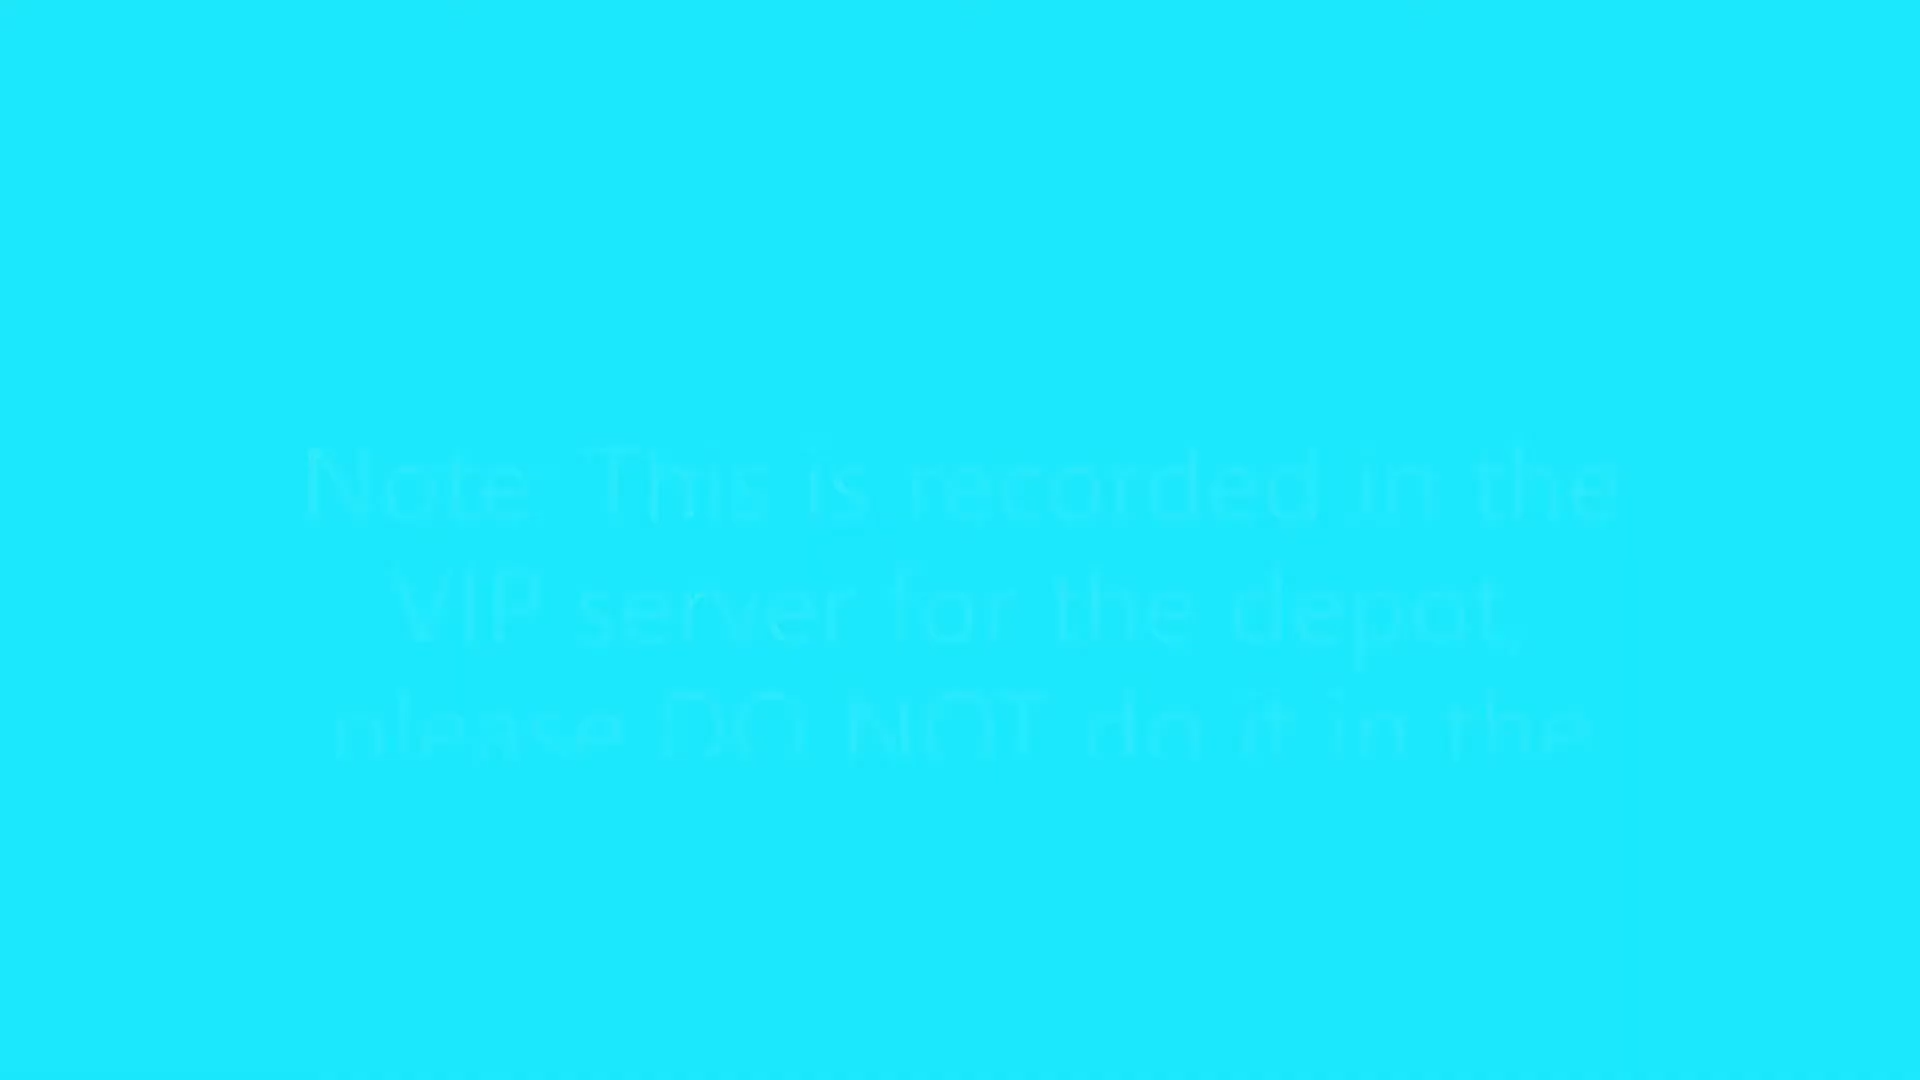 Note: This is recorded in the
VIP server for the depot,
please DO NOT do it in the